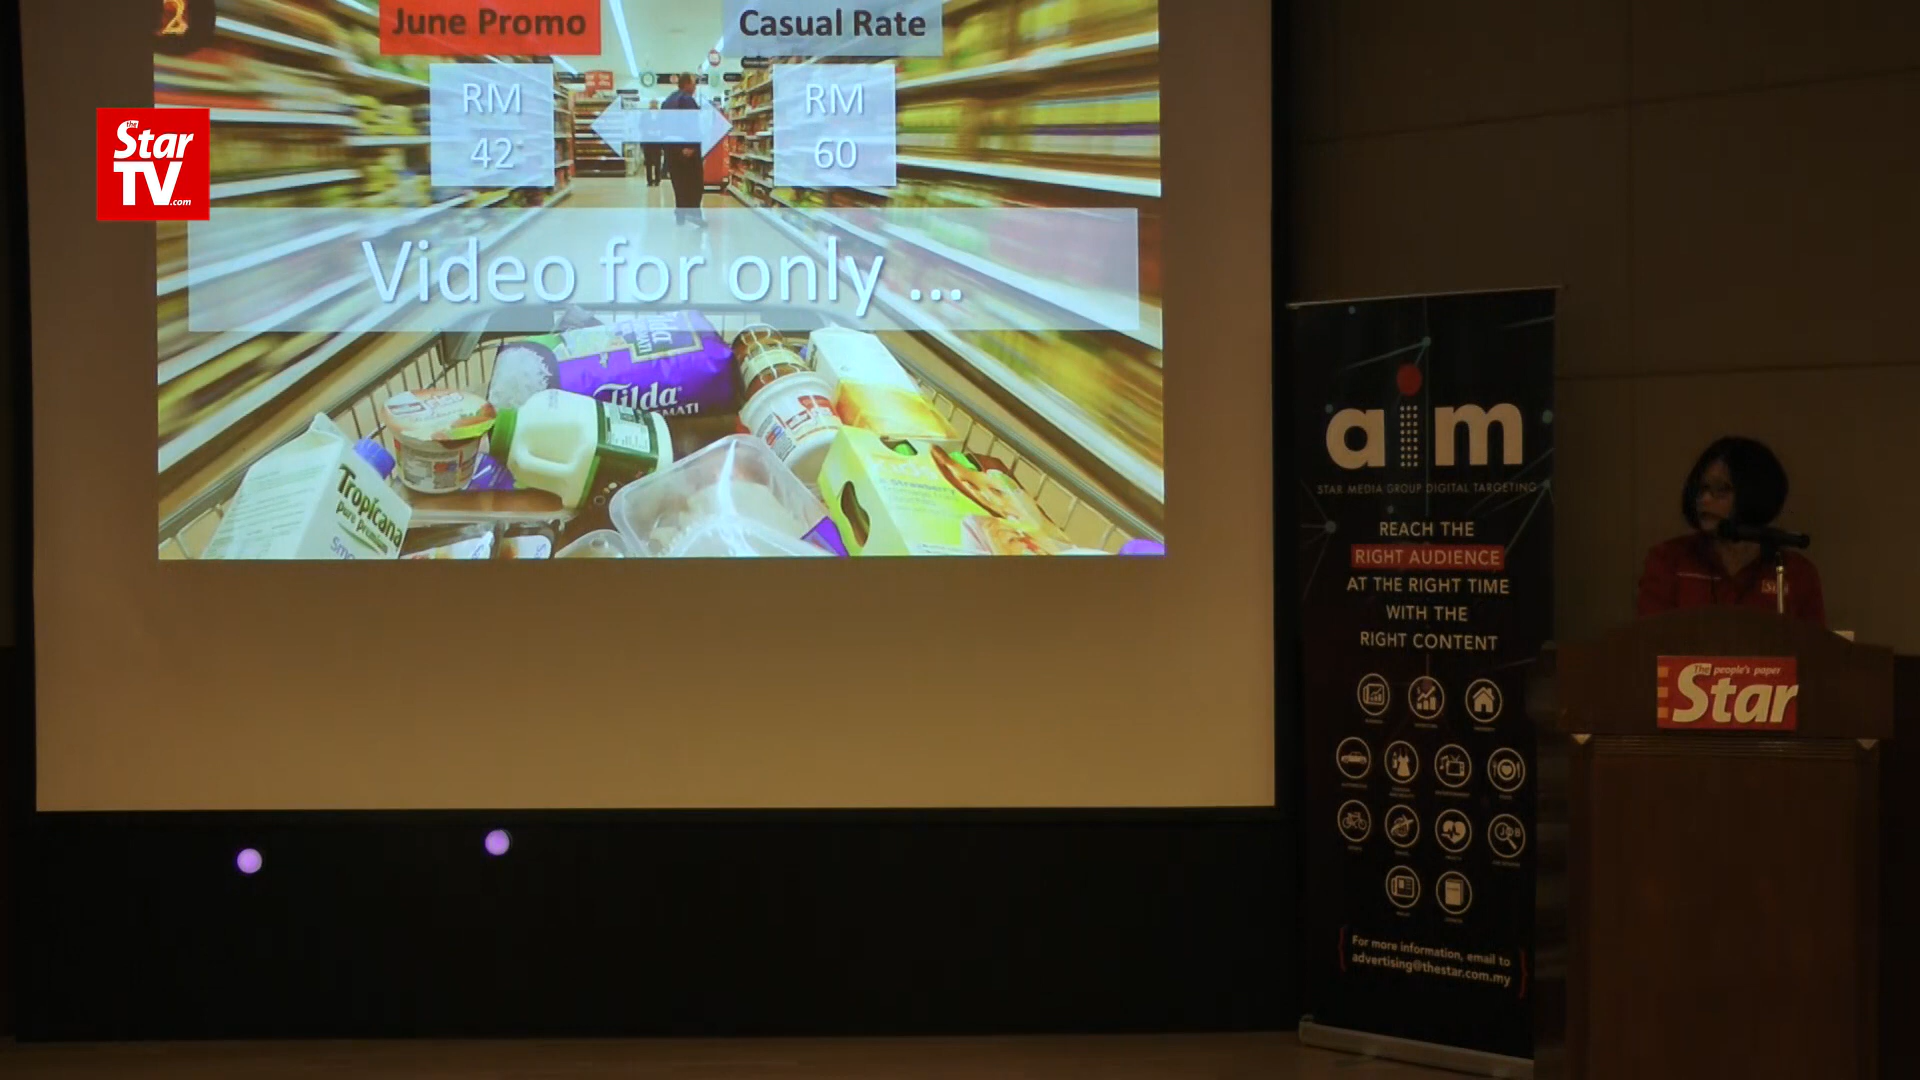 2
June Promo
Casual Rate
RM
42
RM
60
the
Star
TV
.com
Video for only ...
Tilda
Tropicana
pure premium
aim
STAR MEDIA GROUP DIGITAL TARGETING
REACH THE
RIGHT AUDIENCE
AT THE RIGHT TIME
WITH THE
RIGHT CONTENT
JOB
For more information, email to
advertising@thestar.com.my
The people's paper
Star